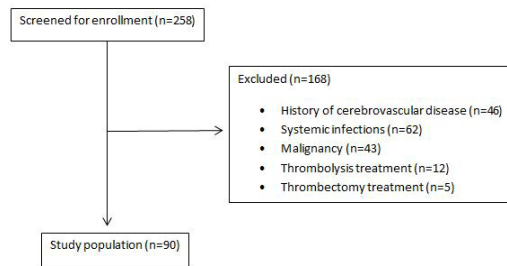 Screened for enrollment (n=258)
Excluded (n=168)
• History of cerebrovascular disease (n=46)
• Systemic infections (n=62)
• Malignancy (n=43)
• Thrombolysis treatment (n=12)
• Thrombectomy treatment (n=5)
Study population (n=90)